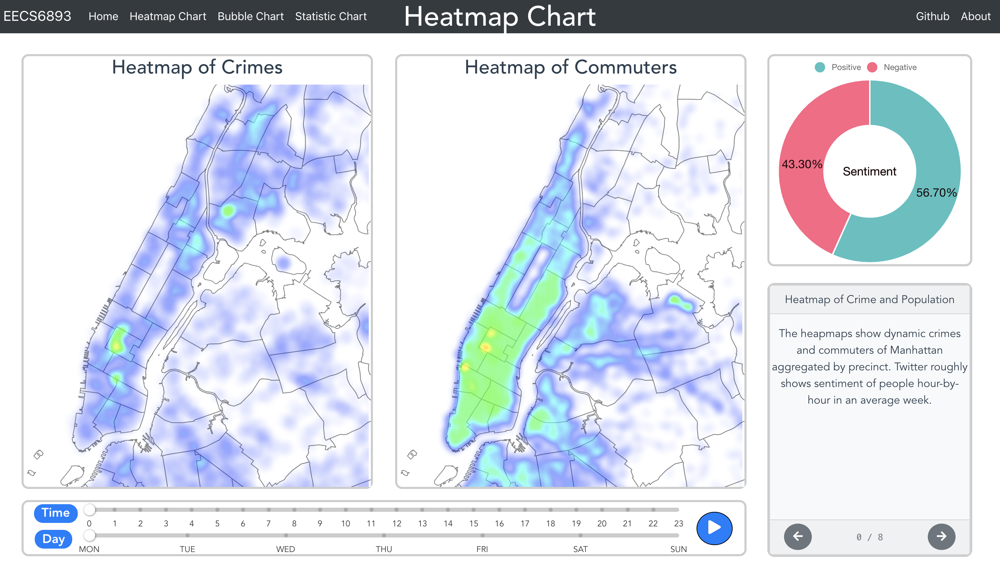 EECS6893 Home Heatmap Chart Bubble Chart Statistic Chart Heatmap Chart Github About
Heatmap of Crimes
Heatmap of Commuters
Positive Negative
43.30%
Sentiment
56.70%
Heatmap of Crime and Population
The heapmaps show dynamic crimes
and commuters of Manhattan
aggregated by precinct. Twitter roughly
shows sentiment of people hour-by-
hour in an average week.
0 / 8
Time
0 1 2 3 4 5 6 7 8 9 10 11 12 13 14 15 16 17 18 19 20 21 22 23
Day
MON TUE WED THU FRI SAT SUN